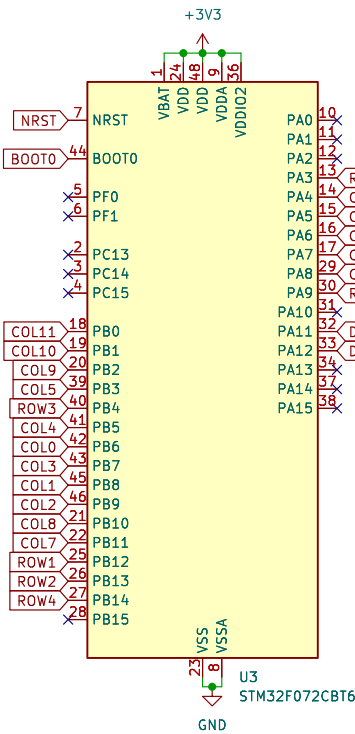 +3V3
1 24 48 9 36
VBAT VDD VDD VDDA VDDIO2
NRST 7 NRST PA0 10
PA1 11
BOOT0 44 BOOT0 PA2 12
PA3 13 R
5 PF0 PA4 14
6 PF1 PA5 15
PA6 16
2 PC13 PA7 17
3 PC14 PA8 29
4 PC15 PA9 30 R
PA10 31
COL11 18 PB0 PA11 32
COL10 19 PB1 PA12 33
COL9 20 PB2 PA13 34
COL5 39 PB3 PA14 37
ROW3 40 PB4 PA15 38
COL4 41 PB5
COL0 42 PB6
COL3 43 PB7
COL1 45 PB8
COL2 46 PB9
COL8 21 PB10
COL7 22 PB11
ROW1 25 PB12
ROW2 26 PB13
ROW4 27 PB14
28 PB15
VSS VSSA
23 8
U3
STM32F072CBT6
GND